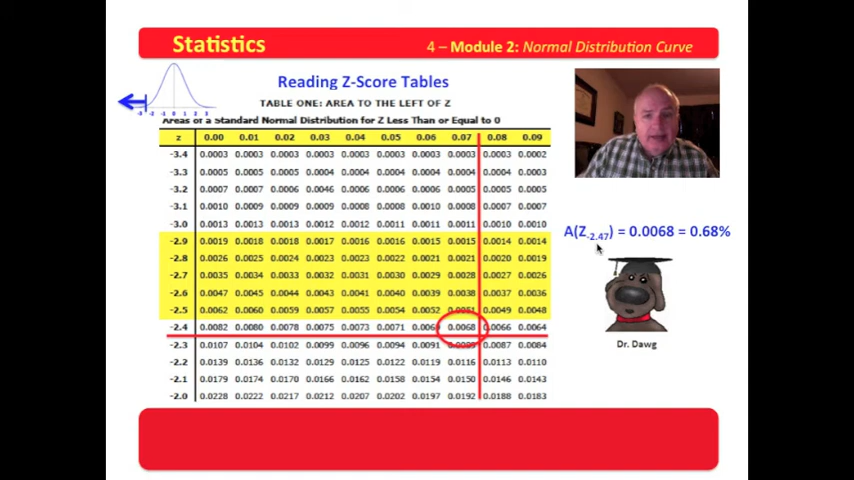 Statistics
4 – Module 2: Normal Distribution Curve
Reading Z-Score Tables
TABLE ONE: AREA TO THE LEFT OF Z
Areas of a Standard Normal Distribution for Z Less Than or Equal to 0
z 0.00 0.01 0.02 0.03 0.04 0.05 0.06 0.07 0.08 0.09
-3.4 0.0003 0.0003 0.0003 0.0003 0.0003 0.0003 0.0003 0.0003 0.0003 0.0002
-3.3 0.0005 0.0005 0.0005 0.0004 0.0004 0.0004 0.0004 0.0004 0.0004 0.0003
-3.2 0.0007 0.0007 0.0006 0.0046 0.0006 0.0006 0.0006 0.0005 0.0005 0.0005
-3.1 0.0010 0.0009 0.0009 0.0009 0.0008 0.0008 0.0008 0.0008 0.0007 0.0007
-3.0 0.0013 0.0013 0.0013 0.0012 0.0012 0.0011 0.0011 0.0011 0.0010 0.0010
-2.9 0.0019 0.0018 0.0018 0.0017 0.0016 0.0016 0.0015 0.0015 0.0014 0.0014
-2.8 0.0026 0.0025 0.0024 0.0023 0.0023 0.0022 0.0021 0.0021 0.0020 0.0019
-2.7 0.0035 0.0034 0.0033 0.0032 0.0031 0.0030 0.0029 0.0028 0.0027 0.0026
-2.6 0.0047 0.0045 0.0044 0.0043 0.0041 0.0040 0.0039 0.0038 0.0037 0.0036
-2.5 0.0062 0.0060 0.0059 0.0057 0.0055 0.0054 0.0052 0.0051 0.0049 0.0048
-2.4 0.0082 0.0080 0.0078 0.0075 0.0073 0.0071 0.0069 0.0068 0.0066 0.0064
-2.3 0.0107 0.0104 0.0102 0.0099 0.0096 0.0094 0.0091 0.0089 0.0087 0.0084
-2.2 0.0139 0.0136 0.0132 0.0129 0.0125 0.0122 0.0119 0.0116 0.0113 0.0110
-2.1 0.0179 0.0174 0.0170 0.0166 0.0162 0.0158 0.0154 0.0150 0.0146 0.0143
-2.0 0.0228 0.0222 0.0217 0.0212 0.0207 0.0202 0.0197 0.0192 0.0188 0.0183
A(Z-2.47) = 0.0068 = 0.68%
Dr. Dawg